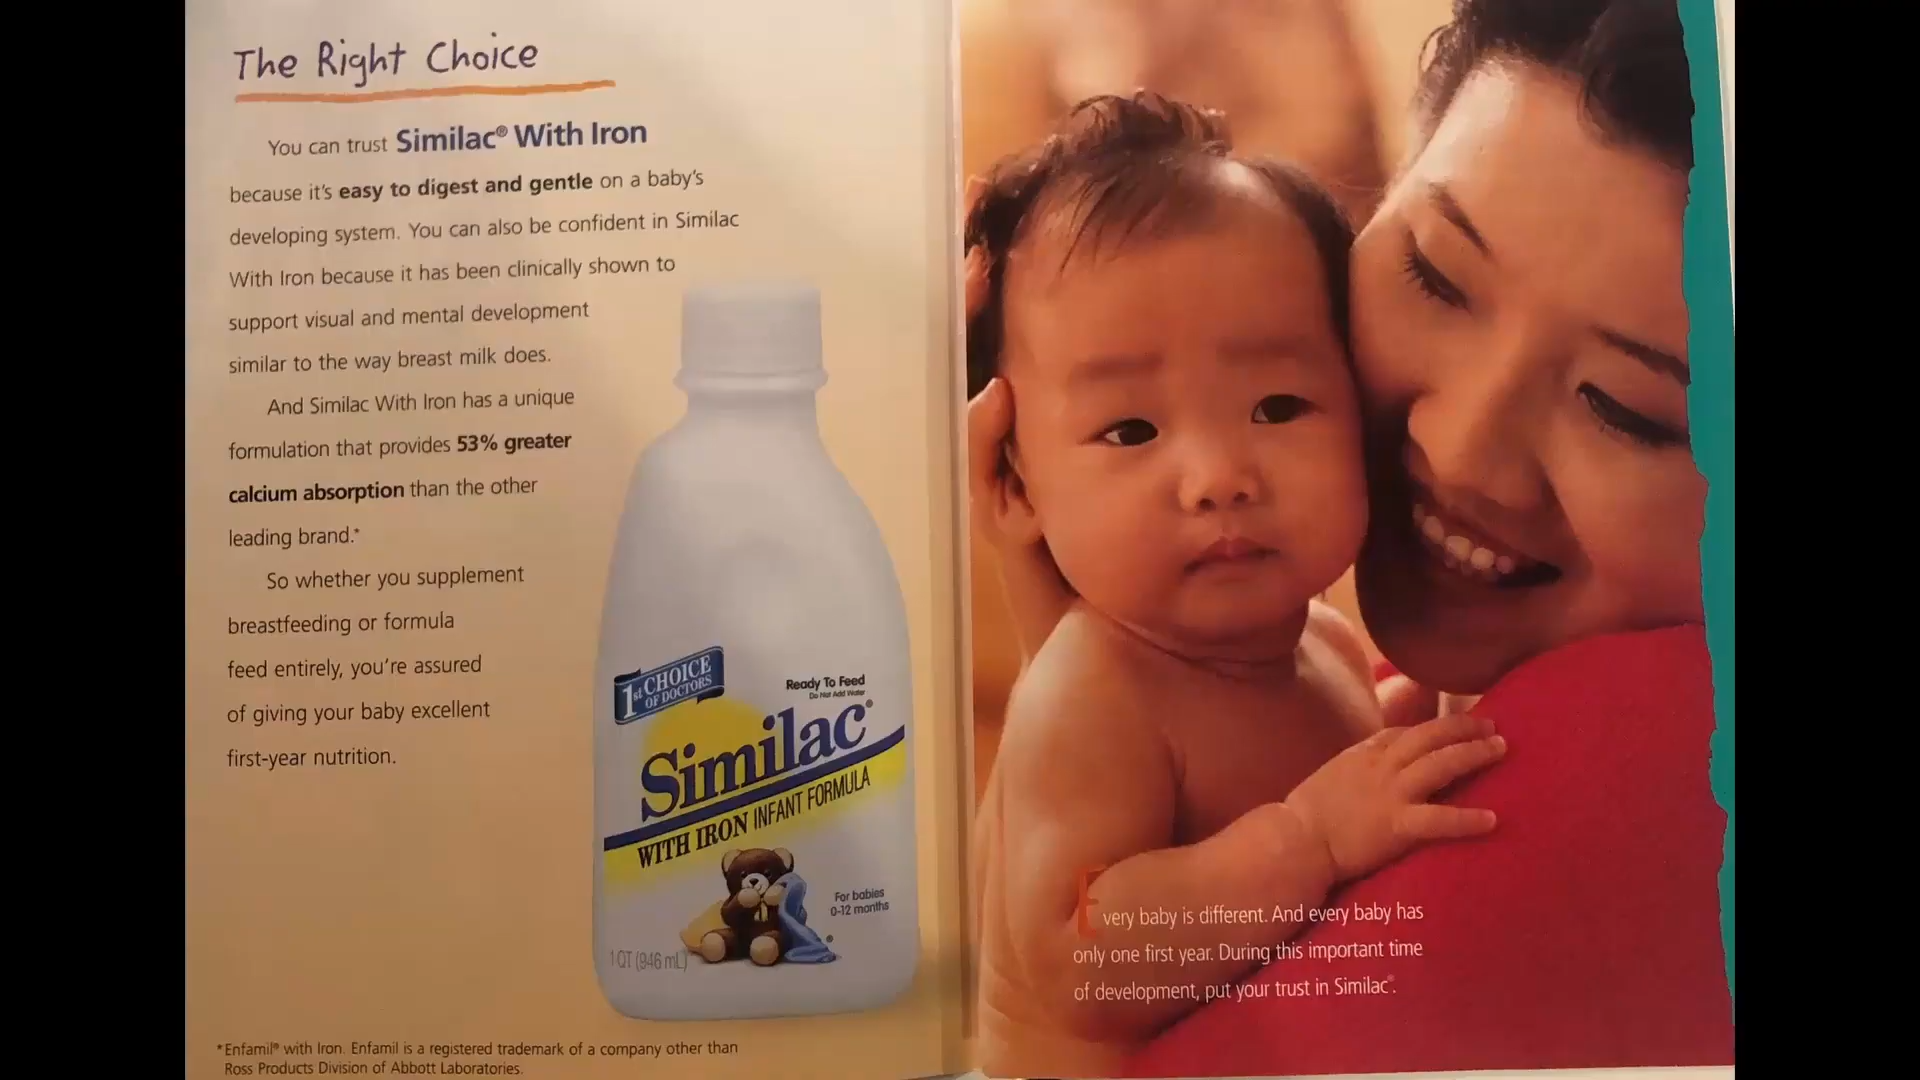 The Right Choice
You can trust Similac® With Iron
because it's easy to digest and gentle on a baby's
developing system. You can also be confident in Similac
With Iron because it has been clinically shown to
support visual and mental development
similar to the way breast milk does.
And Similac With Iron has a unique
formulation that provides 53% greater
calcium absorption than the other
leading brand.*
So whether you supplement
breastfeeding or formula
feed entirely, you're assured
of giving your baby excellent
first-year nutrition.
1st CHOICE
OF DOCTORS
Ready To Feed
Do Not Add Water
Similac®
WITH IRON INFANT FORMULA
For babies
0-12 months
®
1 QT (946 mL)
*Enfamil® with Iron. Enfamil is a registered trademark of a company other than
Ross Products Division of Abbott Laboratories.
Every baby is different. And every baby has
only one first year. During this important time
of development, put your trust in Similac®.